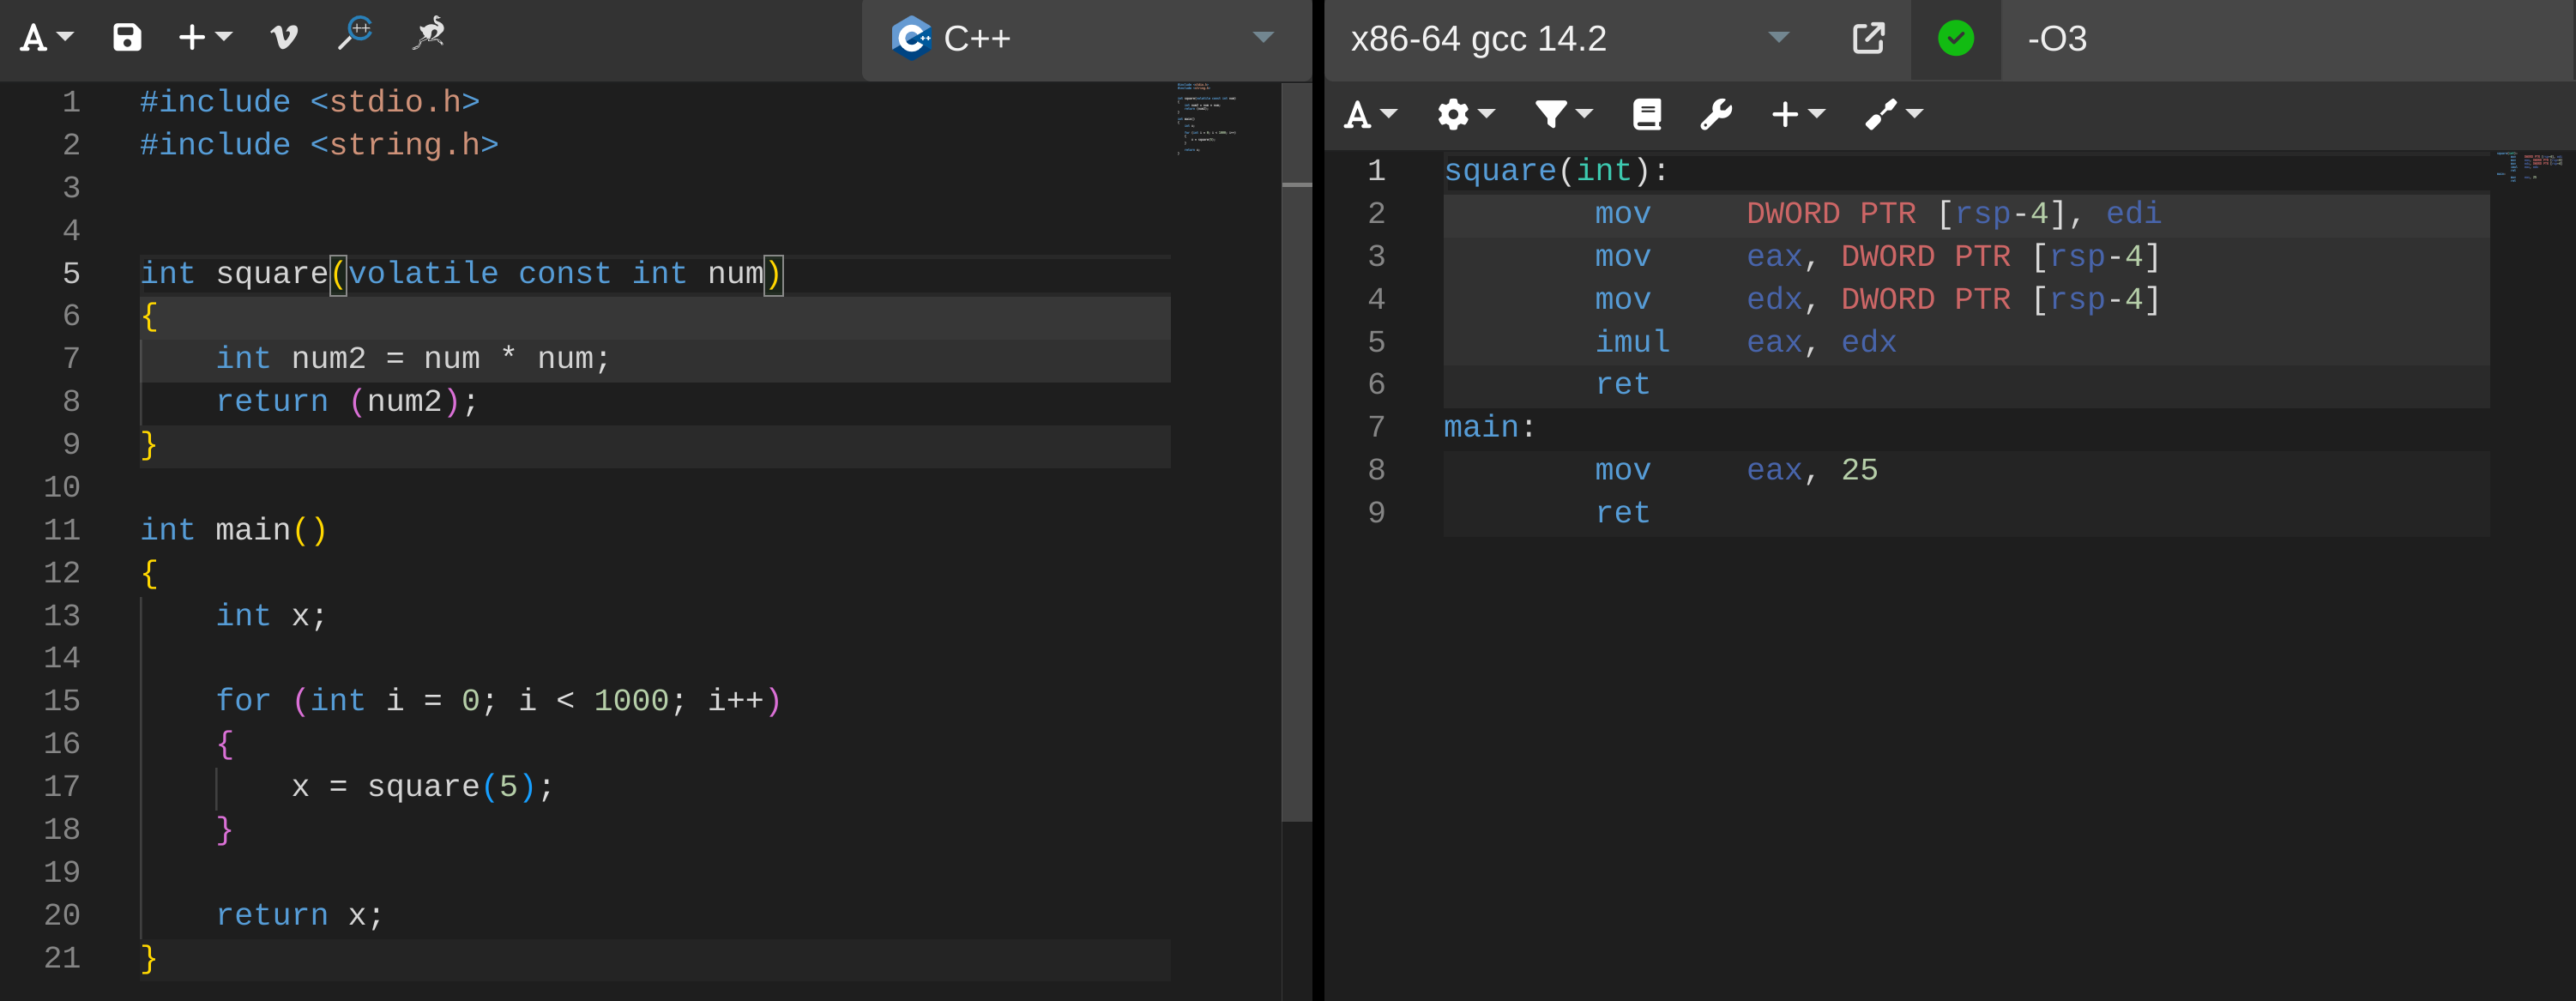 A C++ x86-64 gcc 14.2 -O3
A
1 #include <stdio.h>
2 #include <string.h>
3
4
5 int square(volatile const int num)
6 {
7     int num2 = num * num;
8     return (num2);
9 }
10
11 int main()
12 {
13     int x;
14
15     for (int i = 0; i < 1000; i++)
16     {
17         x = square(5);
18     }
19
20     return x;
21 }
1 square(int):
2         mov     DWORD PTR [rsp-4], edi
3         mov     eax, DWORD PTR [rsp-4]
4         mov     edx, DWORD PTR [rsp-4]
5         imul    eax, edx
6         ret
7 main:
8         mov     eax, 25
9         ret